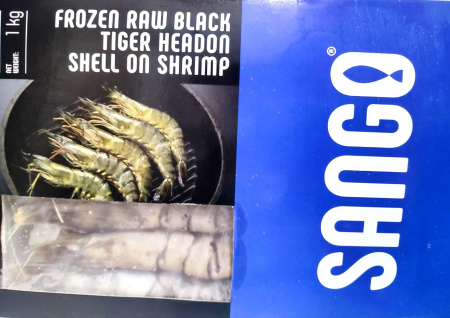 FROZEN RAW BLACK
TIGER HEADON
SHELL ON SHRIMP
NET
WEIGHT:
1 kg
SANGO®